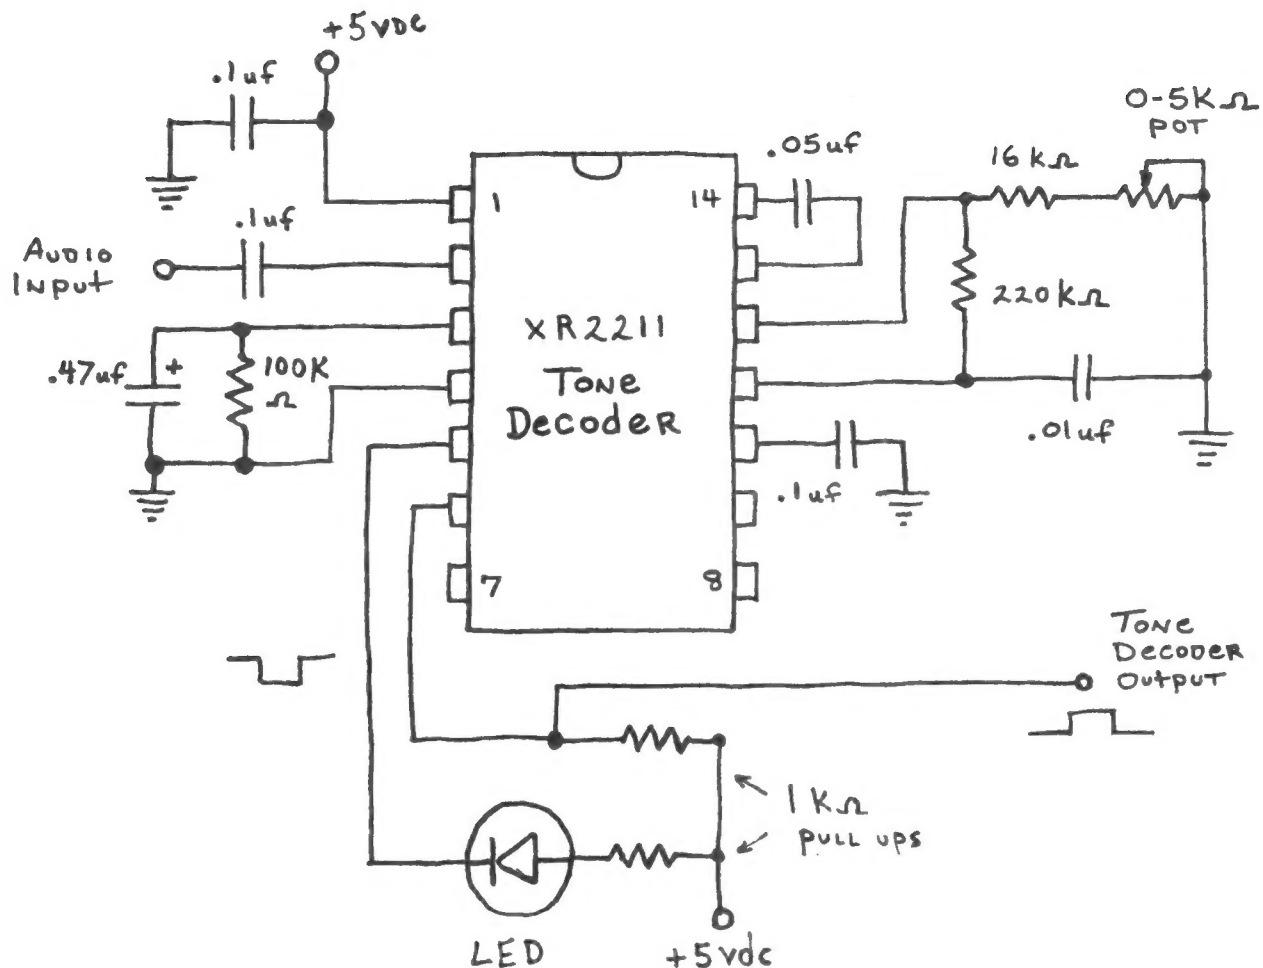 +5vdc
.1uf
.1uf
Audio
Input
.47uf
+
100K
Ω
1
14
7
8
XR2211
Tone
Decoder
.05uf
0-5KΩ
POT
16KΩ
220KΩ
.01uf
.1uf
Tone
Decoder
Output
1KΩ
pull ups
LED
+5vdc